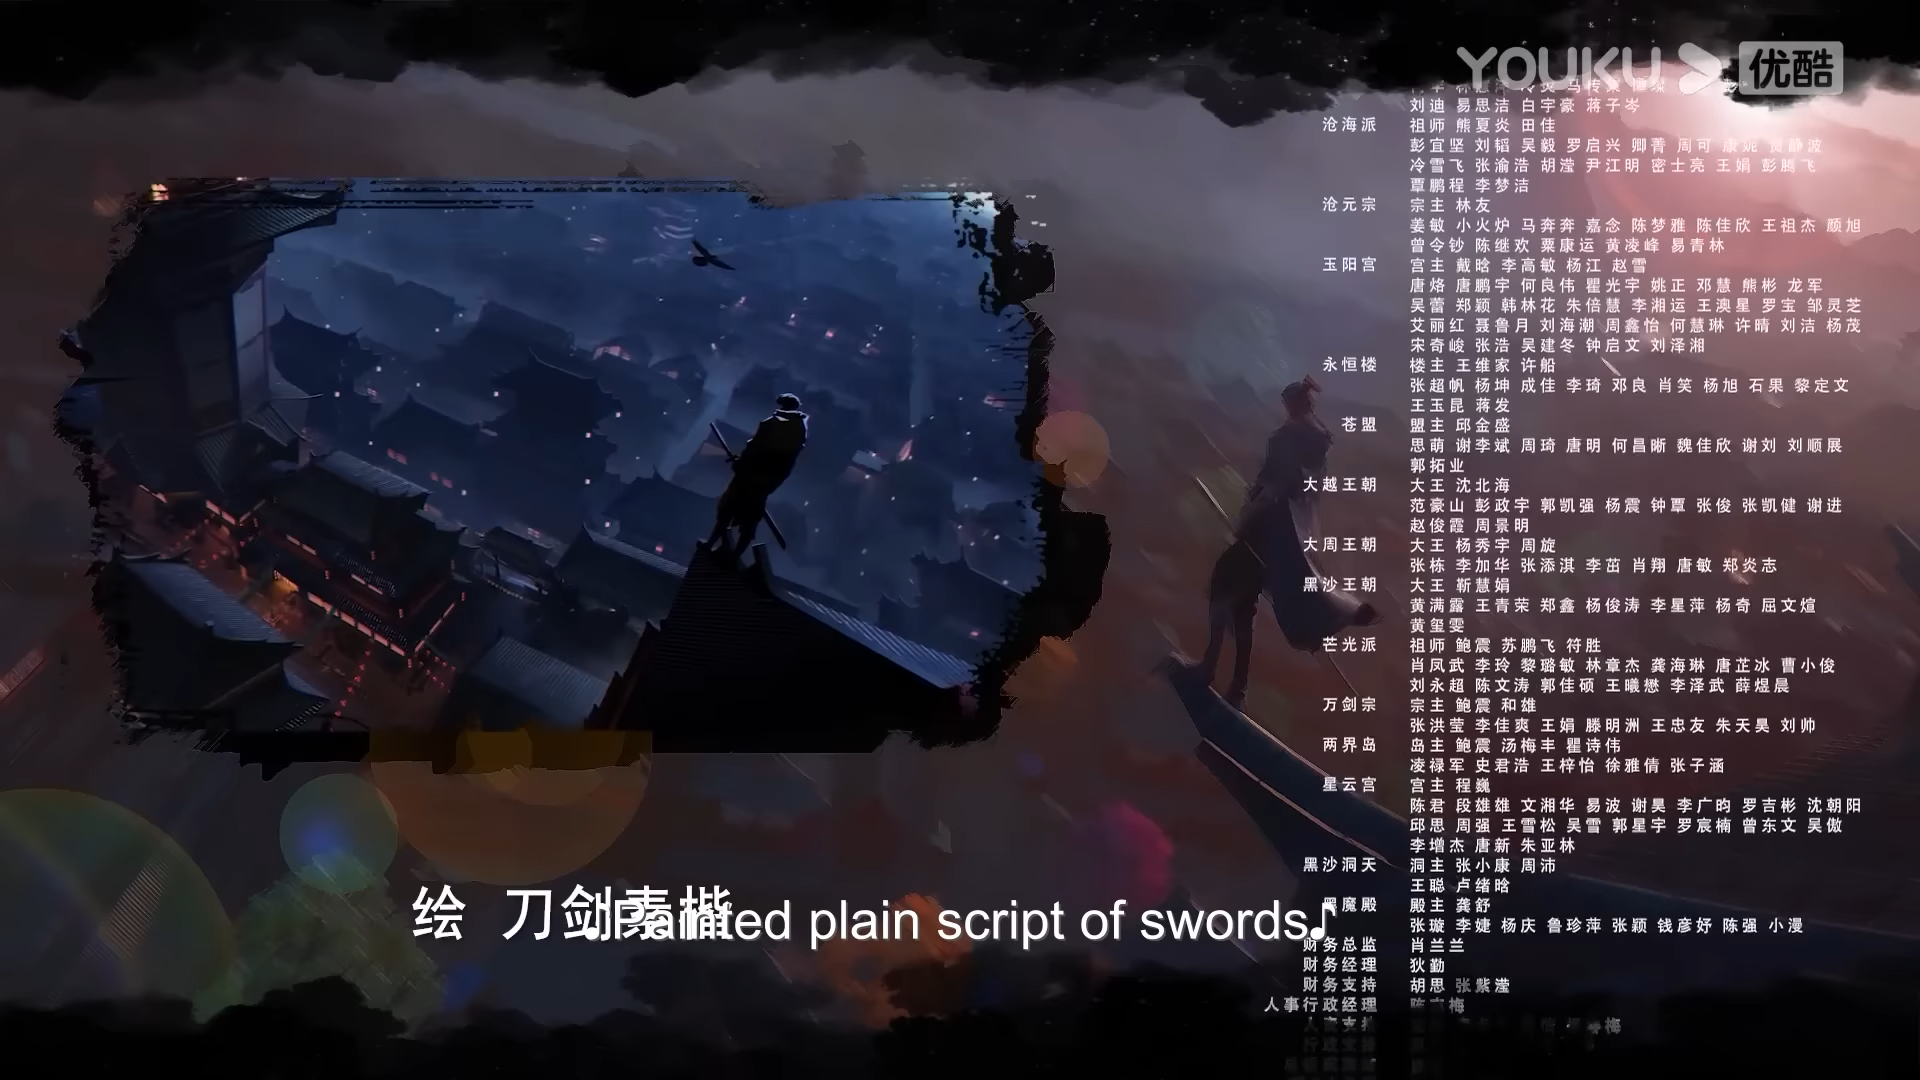 YOUKU 优酷
刘迪 易思洁 白宇豪 蒋子岑
沧海派 祖师 熊夏炎 田佳
彭宜坚 刘韬 吴毅 罗启兴 卿菁 周可 康妮 贾静波
冷雪飞 张渝浩 胡滢 尹江明 密士亮 王娟 彭腾飞
覃鹏程 李梦洁
沧元宗 宗主 林友
姜敏 小火炉 马奔奔 嘉念 陈梦雅 陈佳欣 王祖杰 顾旭
曾令钞 陈继欢 粟康运 黄凌峰 易青林
玉阳宫 宫主 戴晗 李高敏 杨江 赵雪
唐烙 唐鹏宇 何良伟 瞿光宇 姚正 邓慧 熊彬 龙军
吴蕾 郑颖 韩林花 朱倍慧 李湘运 王澳星 罗宝 邹灵芝
艾丽红 聂鲁月 刘海潮 周鑫怡 何慧琳 许晴 刘洁 杨茂
宋奇峻 张浩 吴建冬 钟启文 刘泽湘
永恒楼 楼主 王维家 许船
张超帆 杨坤 成佳 李琦 邓良 肖笑 杨旭 石果 黎定文
王玉昆 蒋发
苍盟 盟主 邱金盛
思萌 谢李斌 周琦 唐明 何昌晰 魏佳欣 谢刘 刘顺展
郭拓业
大越王朝 大王 沈北海
范豪山 彭政宇 郭凯强 杨震 钟覃 张俊 张凯健 谢进
赵俊霞 周景明
大周王朝 大王 杨秀宇 周旋
张栋 李加华 张添淇 李茁 肖翔 唐敏 郑炎志
黑沙王朝 大王 靳慧娟
黄满露 王青荣 郑鑫 杨俊涛 李星萍 杨奇 屈文煊
黄玺雯
芒光派 祖师 鲍震 苏鹏飞 符胜
肖凤武 李玲 黎璐敏 林章杰 龚海琳 唐芷冰 曹小俊
刘永超 陈文涛 郭佳硕 王曦懋 李泽武 薛煜晨
万剑宗 宗主 鲍震 和雄
张洪莹 李佳爽 王娟 滕明洲 王忠友 朱天昊 刘帅
两界岛 岛主 鲍震 汤梅丰 瞿诗伟
凌禄军 史君浩 王梓怡 徐雅倩 张子涵
星云宫 宫主 程巍
陈君 段雄雄 文湘华 易波 谢昊 李广昀 罗吉彬 沈朝阳
邱思 周强 王雪松 吴雪 郭星宇 罗宸楠 曾东文 吴傲
李增杰 唐新 朱亚林
黑沙洞天 洞主 张小康 周沛
王聪 卢绪晗
黑魔殿 殿主 龚舒
张璇 李婕 杨庆 鲁珍萍 张颖 钱彦妤 陈强 小漫
财务总监 肖兰兰
财务经理 狄勤
财务支持 胡思 张紫滢
人事行政经理
绘 刀剑素楷
♪Painted plain script of swords♪